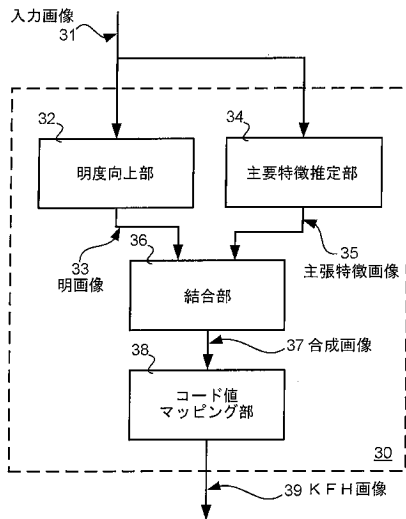 入力画像
31
32
明度向上部
34
主要特徴推定部
33
明画像
35
主張特徴画像
36
結合部
37 合成画像
38
コード値
マッピング部
30
39 KFH画像